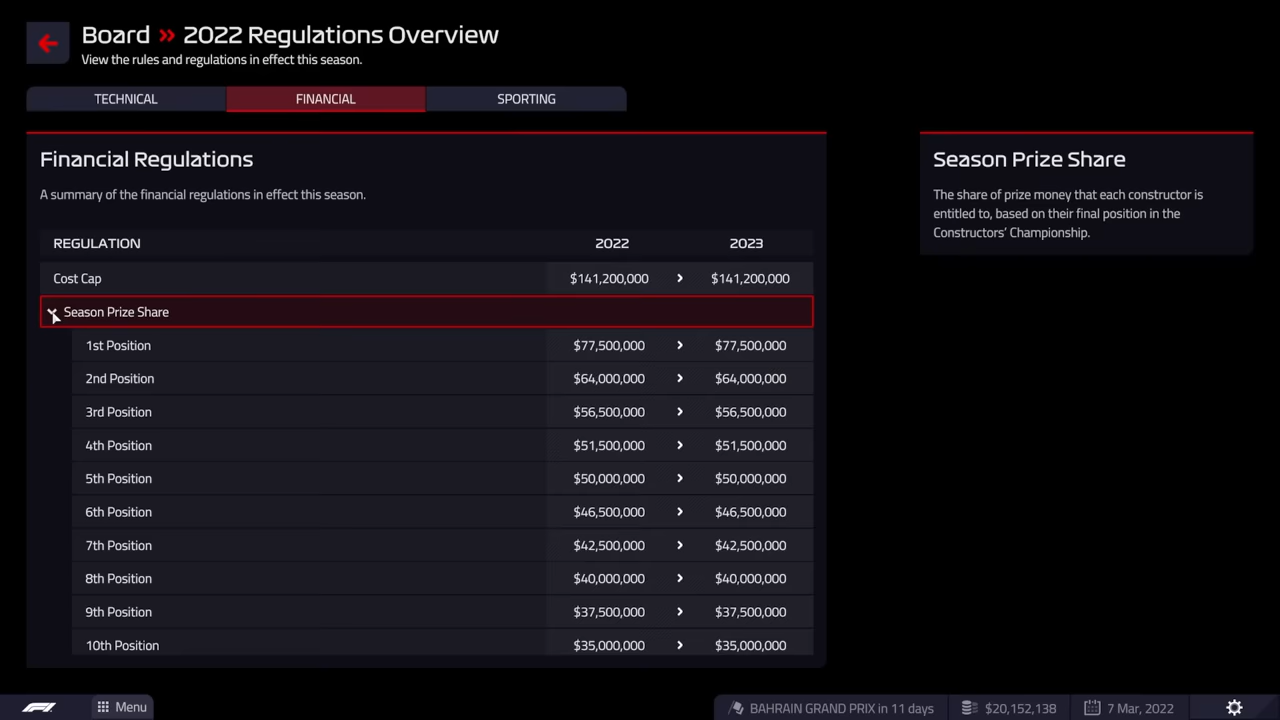 Board » 2022 Regulations Overview
View the rules and regulations in effect this season.
TECHNICAL FINANCIAL SPORTING
Financial Regulations
A summary of the financial regulations in effect this season.
REGULATION 2022 2023
Cost Cap $141,200,000 > $141,200,000
Season Prize Share
1st Position $77,500,000 > $77,500,000
2nd Position $64,000,000 > $64,000,000
3rd Position $56,500,000 > $56,500,000
4th Position $51,500,000 > $51,500,000
5th Position $50,000,000 > $50,000,000
6th Position $46,500,000 > $46,500,000
7th Position $42,500,000 > $42,500,000
8th Position $40,000,000 > $40,000,000
9th Position $37,500,000 > $37,500,000
10th Position $35,000,000 > $35,000,000
Season Prize Share
The share of prize money that each constructor is
entitled to, based on their final position in the
Constructors' Championship.
F1 Menu BAHRAIN GRAND PRIX in 11 days $20,152,138 7 Mar, 2022